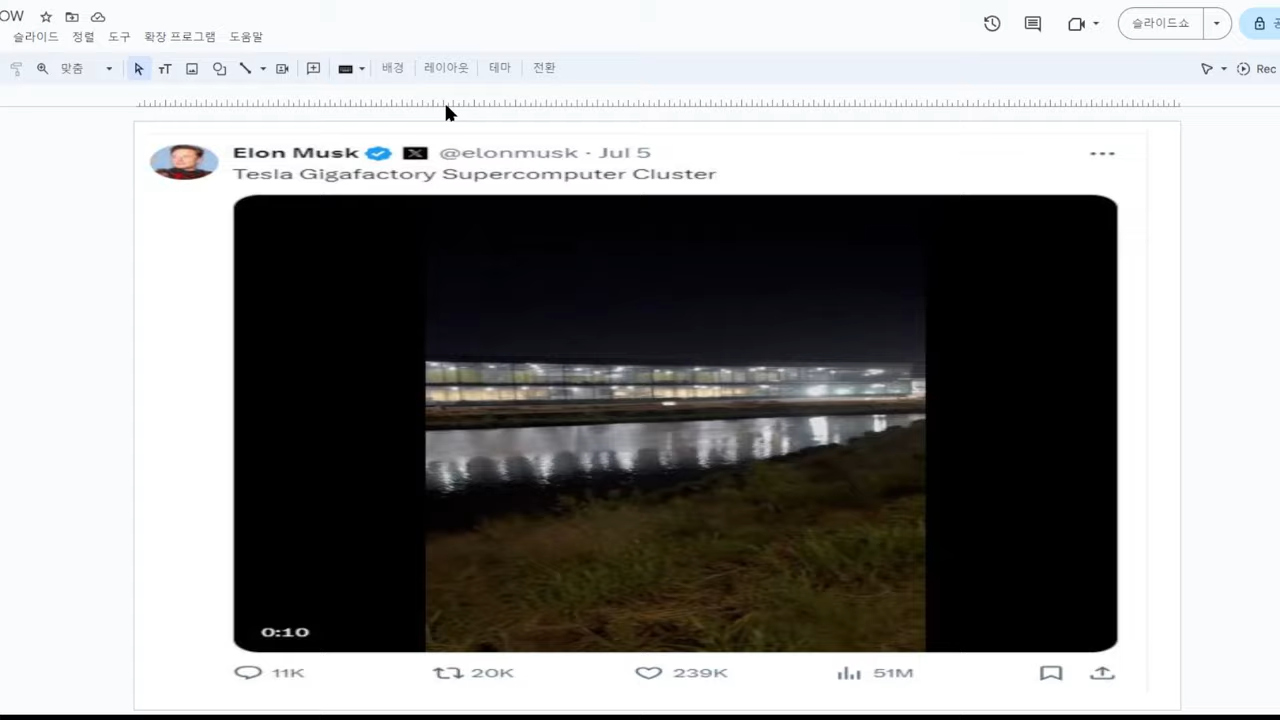 OW
슬라이드 정렬 도구 확장 프로그램 도움말
슬라이드쇼
맞춤 배경 레이아웃 테마 전환 Rec
Elon Musk @elonmusk · Jul 5
Tesla Gigafactory Supercomputer Cluster
0:10
11K 20K 239K 51M